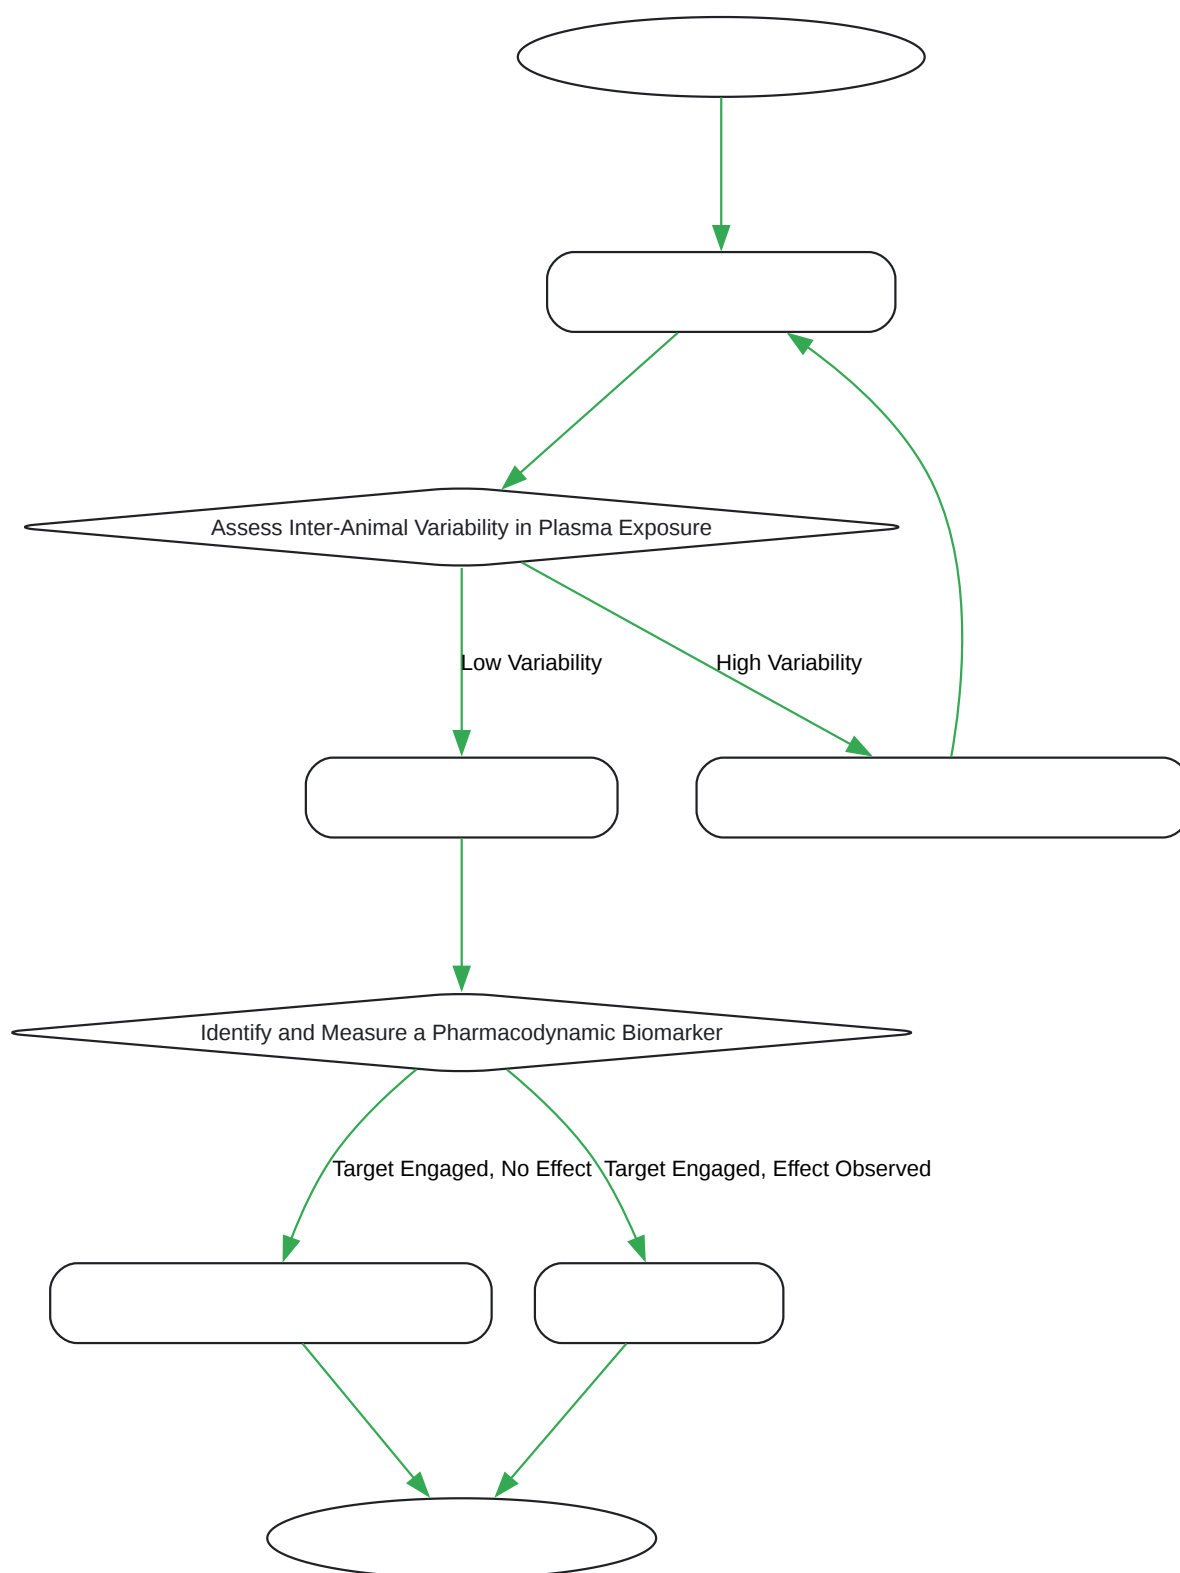 Assess Inter-Animal Variability in Plasma Exposure
Low Variability
High Variability
Identify and Measure a Pharmacodynamic Biomarker
Target Engaged, No Effect
Target Engaged, Effect Observed